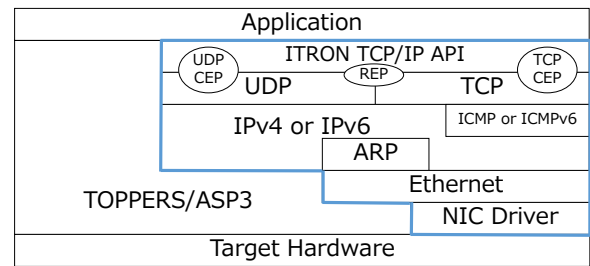 Application
UDP
CEP
ITRON TCP/IP API
TCP
CEP
REP
UDP
TCP
IPv4 or IPv6
ICMP or ICMPv6
ARP
Ethernet
TOPPERS/ASP3
NIC Driver
Target Hardware